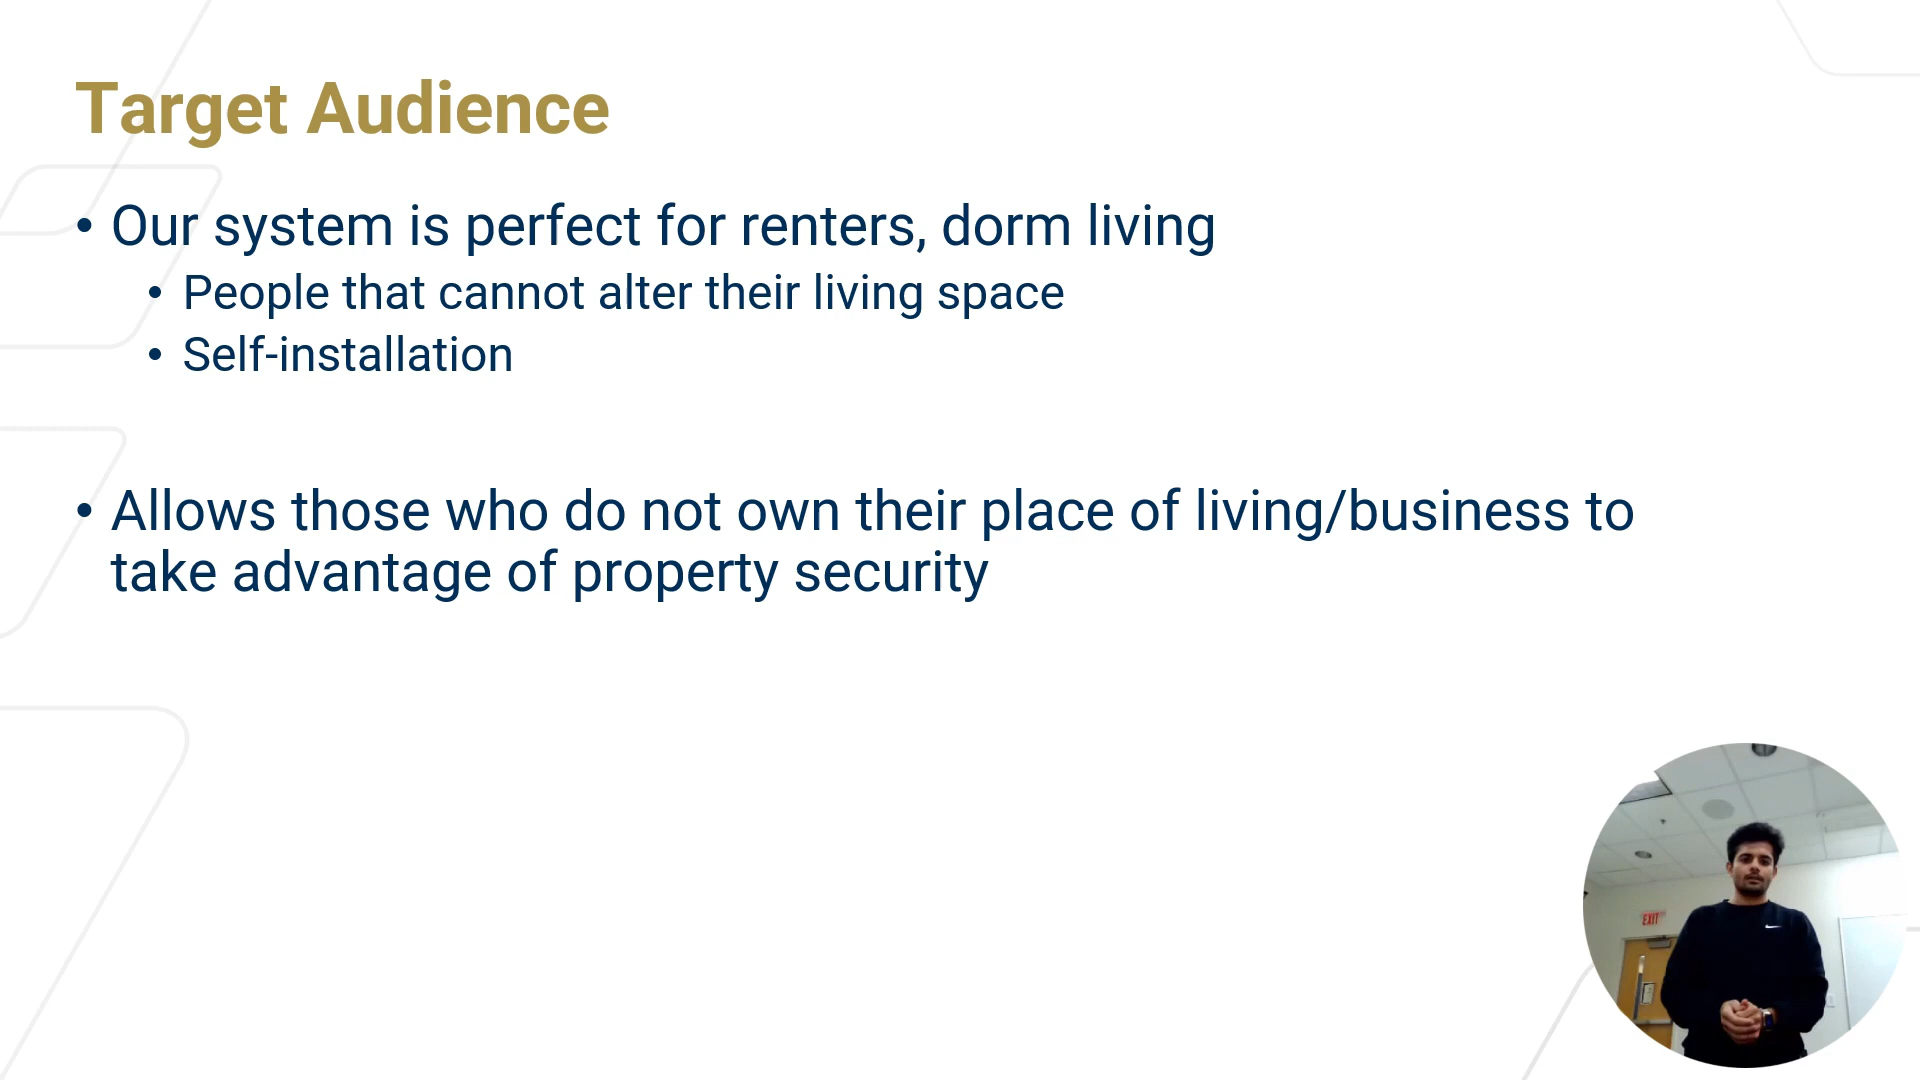 Target Audience
• Our system is perfect for renters, dorm living
• People that cannot alter their living space
• Self-installation
• Allows those who do not own their place of living/business to
take advantage of property security
EXIT